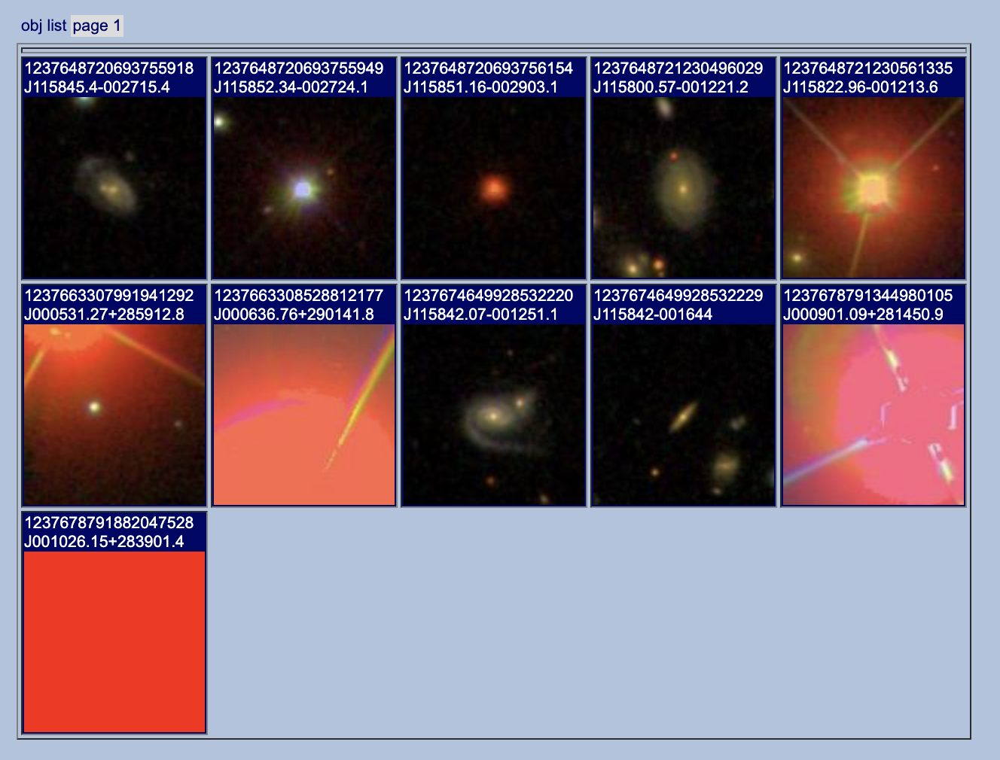 obj list page 1
1237648720693755918
J115845.4-002715.4
1237648720693755949
J115852.34-002724.1
1237648720693756154
J115851.16-002903.1
1237648721230496029
J115800.57-001221.2
1237648721230561335
J115822.96-001213.6
1237663307991941292
J000531.27+285912.8
1237663308528812177
J000636.76+290141.8
1237674649928532220
J115842.07-001251.1
1237674649928532229
J115842-001644
1237678791344980105
J000901.09+281450.9
1237678791882047528
J001026.15+283901.4